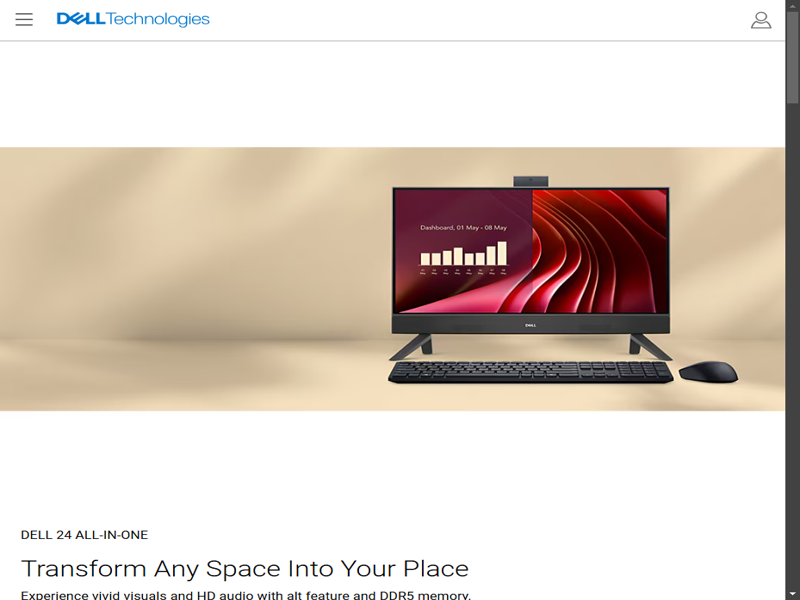 DELLTechnologies
Dashboard, 01 May - 08 May
DELL
DELL 24 ALL-IN-ONE
Transform Any Space Into Your Place
Experience vivid visuals and HD audio with alt feature and DDR5 memory.